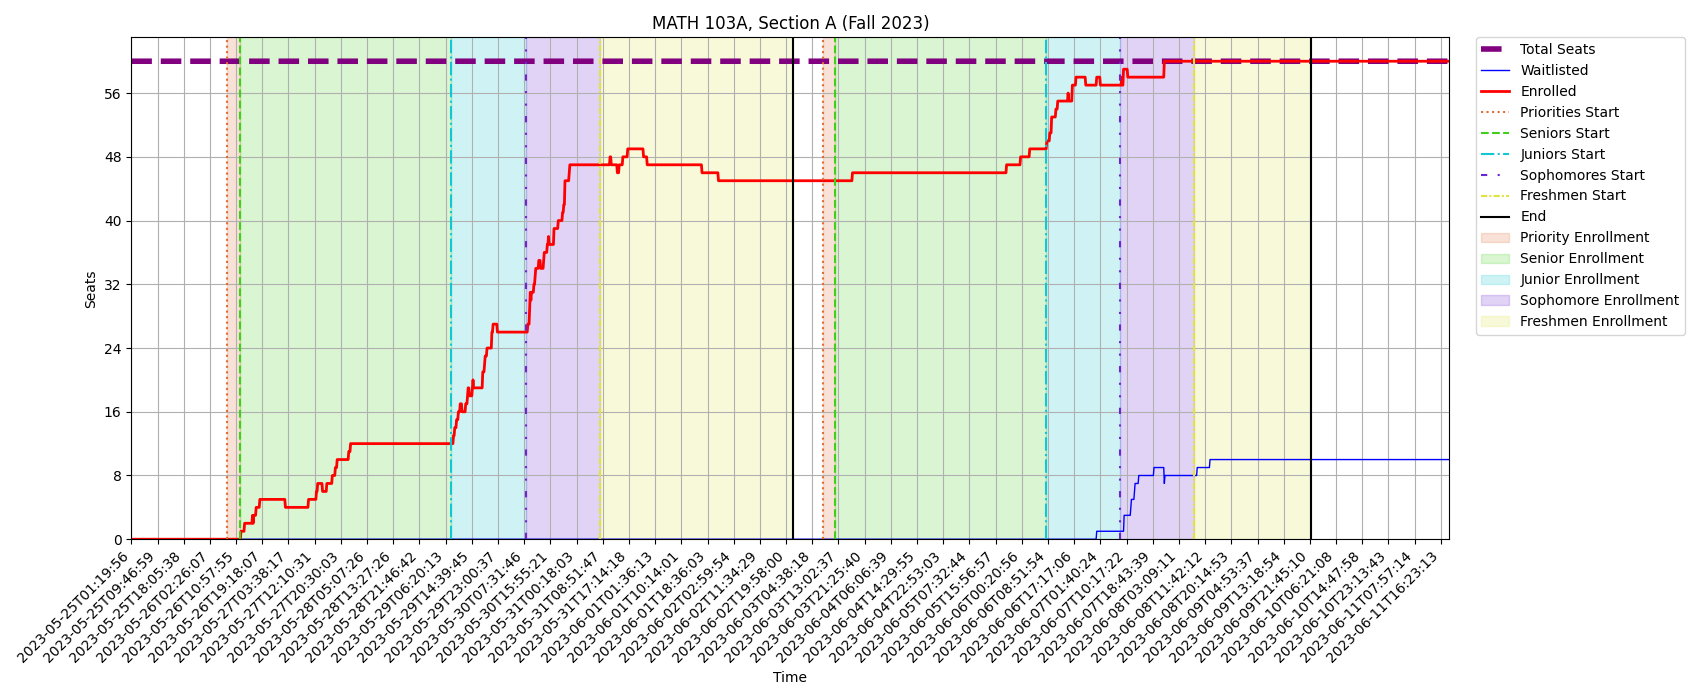 MATH 103A, Section A (Fall 2023)
Total Seats
Waitlisted
Enrolled
Priorities Start
Seniors Start
Juniors Start
Sophomores Start
Freshmen Start
End
Priority Enrollment
Senior Enrollment
Junior Enrollment
Sophomore Enrollment
Freshmen Enrollment
Seats
56
48
40
32
24
16
8
0
2023-05-25T01:19:56
2023-05-25T09:46:59
2023-05-25T18:05:38
2023-05-26T02:26:07
2023-05-26T10:57:55
2023-05-26T19:18:07
2023-05-27T03:38:17
2023-05-27T12:10:31
2023-05-27T20:30:03
2023-05-28T05:07:26
2023-05-28T13:27:26
2023-05-28T21:46:42
2023-05-29T06:20:13
2023-05-29T14:39:45
2023-05-29T23:00:37
2023-05-30T07:31:46
2023-05-30T15:55:21
2023-05-31T00:18:03
2023-05-31T08:51:47
2023-05-31T17:14:18
2023-06-01T01:36:13
2023-06-01T10:14:01
2023-06-01T18:36:03
2023-06-02T02:59:54
2023-06-02T11:34:29
2023-06-02T19:58:00
2023-06-03T04:38:18
2023-06-03T13:02:37
2023-06-03T21:25:40
2023-06-04T06:06:39
2023-06-04T14:29:55
2023-06-04T22:53:03
2023-06-05T07:32:44
2023-06-05T15:56:57
2023-06-06T00:20:56
2023-06-06T08:51:54
2023-06-06T17:17:06
2023-06-07T01:40:24
2023-06-07T10:17:22
2023-06-07T18:43:39
2023-06-08T03:09:11
2023-06-08T11:42:12
2023-06-08T20:14:53
2023-06-09T04:53:37
2023-06-09T13:18:54
2023-06-09T21:45:10
2023-06-10T06:21:08
2023-06-10T14:47:58
2023-06-10T23:13:43
2023-06-11T07:57:14
2023-06-11T16:23:13
Time